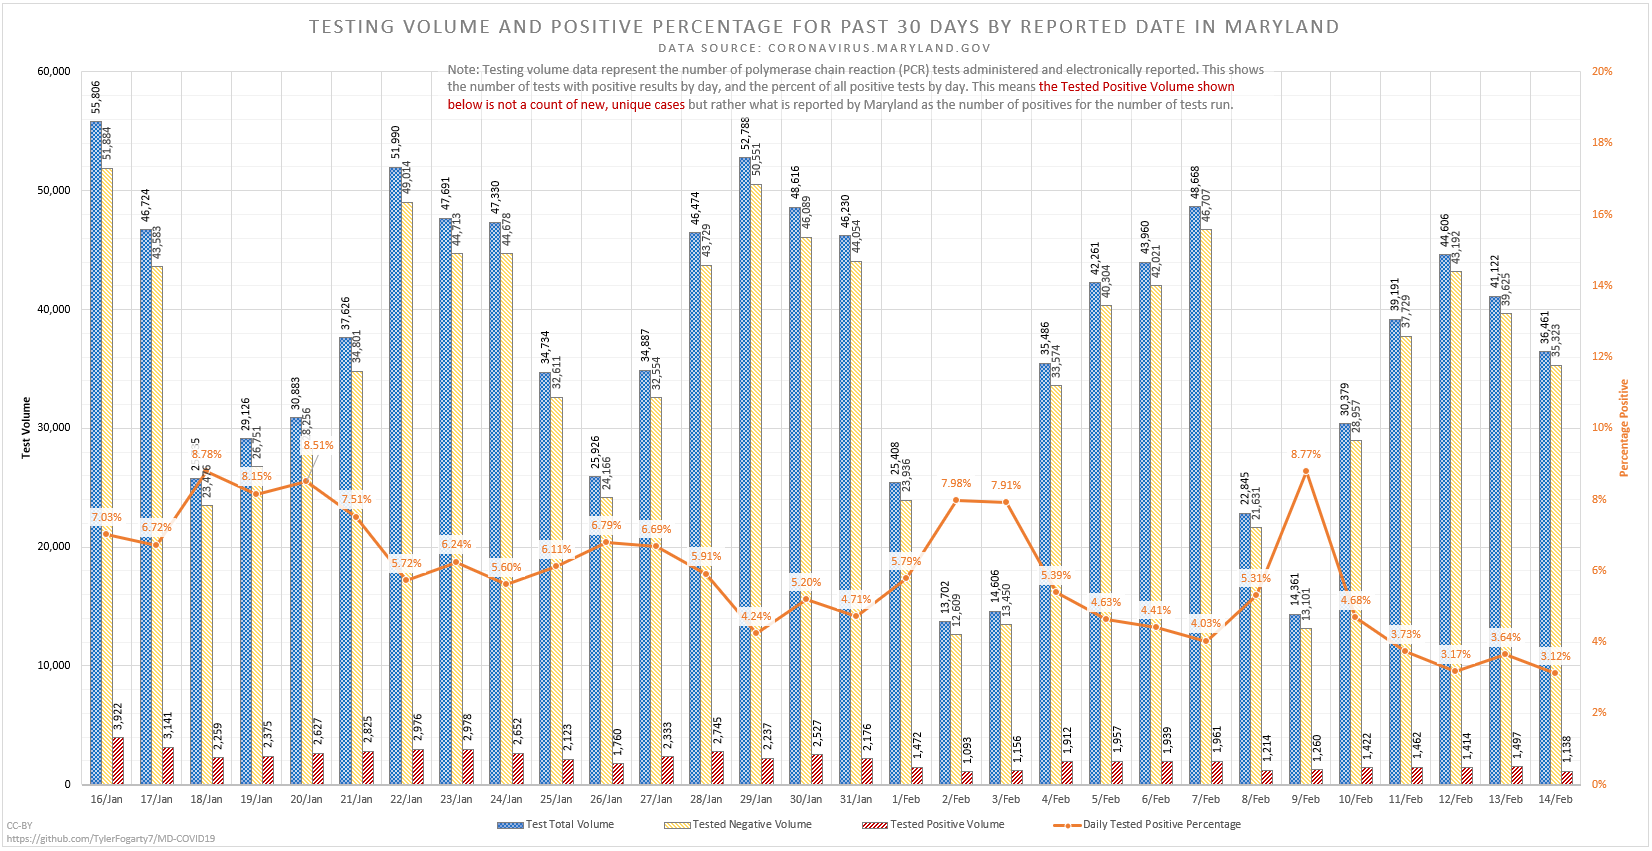 TESTING VOLUME AND POSITIVE PERCENTAGE FOR PAST 30 DAYS BY REPORTED DATE IN MARYLAND
DATA SOURCE: CORONAVIRUS.MARYLAND.GOV
Note: Testing volume data represent the number of polymerase chain reaction (PCR) tests administered and electronically reported. This shows
the number of tests with positive results by day, and the percent of all positive tests by day. This means the Tested Positive Volume shown
below is not a count of new, unique cases but rather what is reported by Maryland as the number of positives for the number of tests run.
Test Volume
60,000
50,000
40,000
30,000
20,000
10,000
0
Percentage Positive
20%
18%
16%
14%
12%
10%
8%
6%
4%
2%
0%
55,806 51,884 7.03% 3,922
46,724 43,583 6.72% 3,141
23,476 8.78% 2,259
29,126 26,751 8.15% 2,375
30,883 8,256 8.51% 2,627
37,626 34,801 7.51% 2,825
51,990 49,014 5.72% 2,976
47,691 44,713 6.24% 2,978
47,330 44,678 5.60% 2,652
34,734 32,611 6.11% 2,123
25,926 24,166 6.79% 1,760
34,887 32,554 6.69% 2,333
46,474 43,729 5.91% 2,745
52,788 50,551 4.24% 2,237
48,616 46,089 5.20% 2,527
46,230 44,054 4.71% 2,176
25,408 23,936 5.79% 1,472
13,702 12,609 7.98% 1,093
14,606 13,450 7.91% 1,156
35,486 33,574 5.39% 1,912
42,261 40,304 4.63% 1,957
43,960 42,021 4.41% 1,939
48,668 46,707 4.03% 1,961
22,845 21,631 5.31% 1,214
14,361 13,101 8.77% 1,260
30,379 28,957 4.68% 1,422
39,191 37,729 3.73% 1,462
44,606 43,192 3.17% 1,414
41,122 39,625 3.64% 1,497
36,461 35,323 3.12% 1,138
16/Jan 17/Jan 18/Jan 19/Jan 20/Jan 21/Jan 22/Jan 23/Jan 24/Jan 25/Jan 26/Jan 27/Jan 28/Jan 29/Jan 30/Jan 31/Jan 1/Feb 2/Feb 3/Feb 4/Feb 5/Feb 6/Feb 7/Feb 8/Feb 9/Feb 10/Feb 11/Feb 12/Feb 13/Feb 14/Feb
Test Total Volume Tested Negative Volume Tested Positive Volume Daily Tested Positive Percentage
CC-BY
https://github.com/TylerFogarty7/MD-COVID19